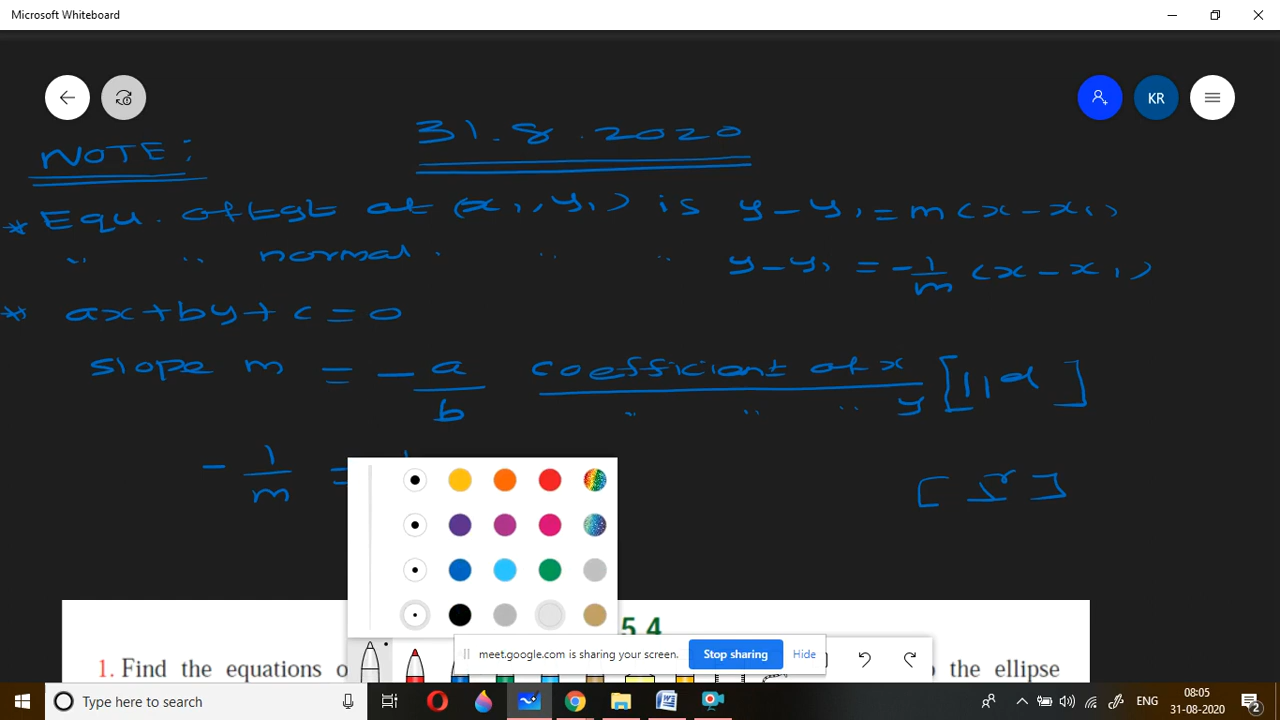 Microsoft Whiteboard
KR
31.8.2020
NOTE:
* Equ. of tgt at (x₁, y₁) is y-y₁ = m(x-x₁)
" " normal " " y-y₁ = -1/m (x-x₁)
* ax+by+c=0
slope m = -a/b coefficient of x / " " " y [||el]
-1/m = [⊥r]
5.4
meet.google.com is sharing your screen. Stop sharing Hide
1. Find the equations o the ellipse
Type here to search
ENG
08:05
31-08-2020
2